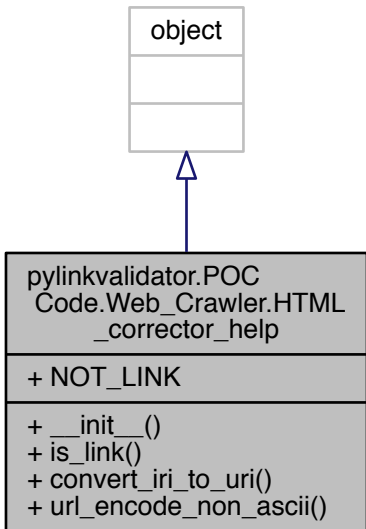 object
pylinkvalidator.POC
Code.Web_Crawler.HTML
_corrector_help
+ NOT_LINK
+ __init__()
+ is_link()
+ convert_iri_to_uri()
+ url_encode_non_ascii()